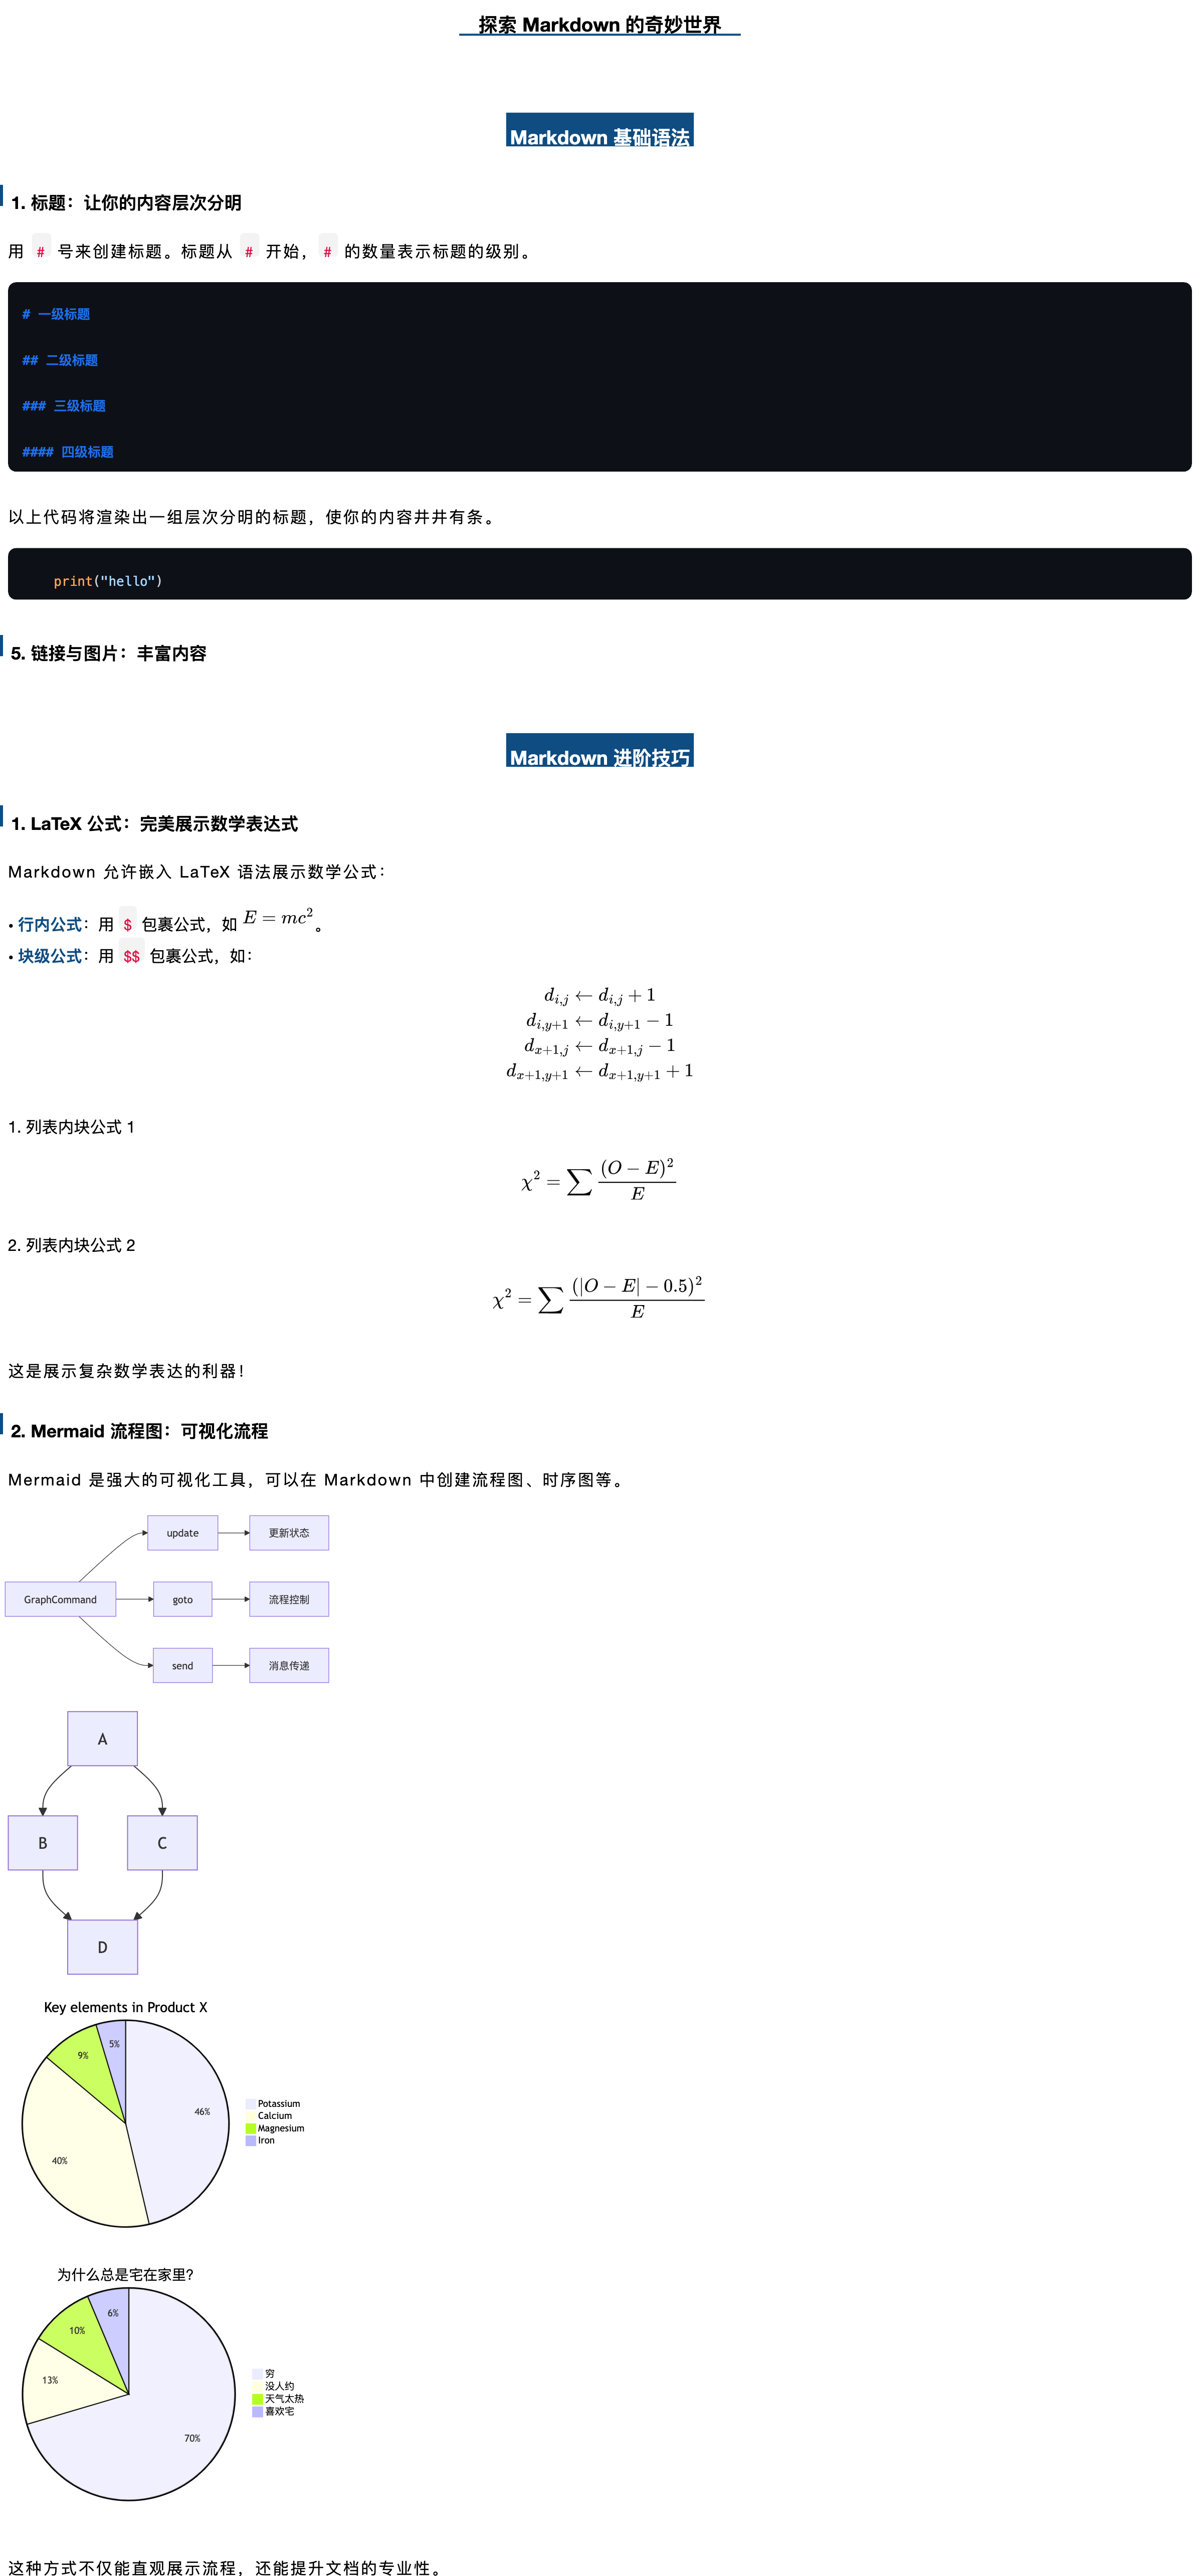 探索 Markdown 的奇妙世界
Markdown 基础语法
1. 标题：让你的内容层次分明
用 # 号来创建标题。标题从 # 开始，# 的数量表示标题的级别。
# 一级标题
## 二级标题
### 三级标题
#### 四级标题
以上代码将渲染出一组层次分明的标题，使你的内容井井有条。
print("hello")
5. 链接与图片：丰富内容
Markdown 进阶技巧
1. LaTeX 公式：完美展示数学表达式
Markdown 允许嵌入 LaTeX 语法展示数学公式：
• 行内公式：用 $ 包裹公式，如 E = mc²。
• 块级公式：用 $$ 包裹公式，如：
d_{i,j} ← d_{i,j} + 1
d_{i,y+1} ← d_{i,y+1} − 1
d_{x+1,j} ← d_{x+1,j} − 1
d_{x+1,y+1} ← d_{x+1,y+1} + 1
1. 列表内块公式 1
χ² = ∑ (O − E)² / E
2. 列表内块公式 2
χ² = ∑ (|O − E| − 0.5)² / E
这是展示复杂数学表达的利器！
2. Mermaid 流程图：可视化流程
Mermaid 是强大的可视化工具，可以在 Markdown 中创建流程图、时序图等。
update 更新状态
GraphCommand goto 流程控制
send 消息传递
A
B C
D
Key elements in Product X
5%
9%
46%
40%
Potassium
Calcium
Magnesium
Iron
为什么总是宅在家里？
6%
10%
13%
70%
穷
没人约
天气太热
喜欢宅
这种方式不仅能直观展示流程，还能提升文档的专业性。